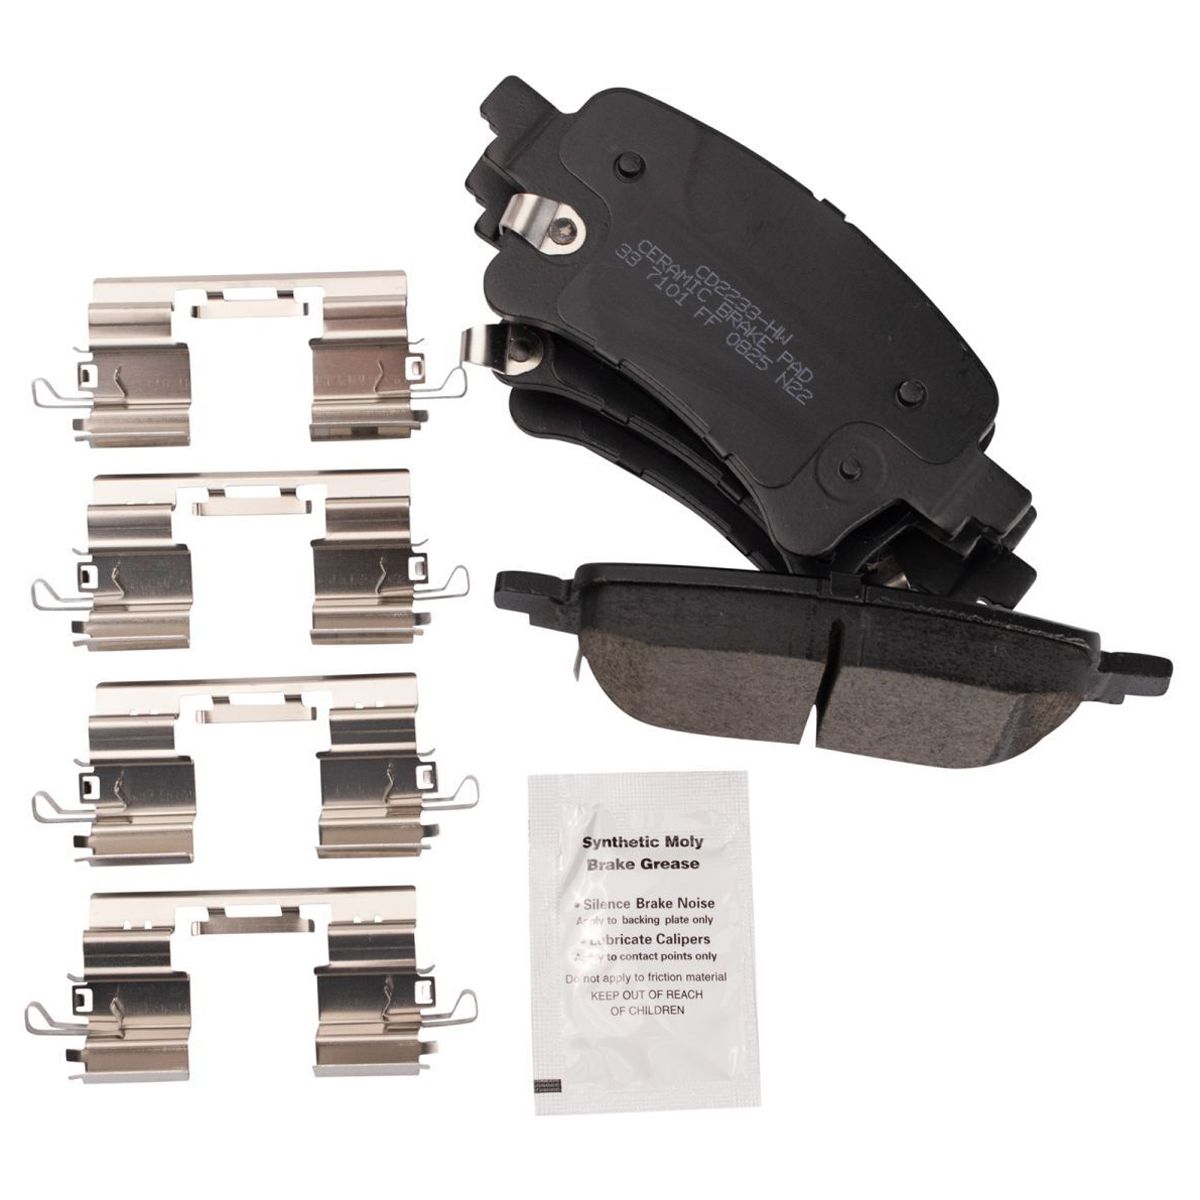 CD2233-HW
CERAMIC BRAKE PAD
33 7101 FF 0825 N22
Synthetic Moly
Brake Grease
• Silence Brake Noise
Apply to backing plate only
• Lubricate Calipers
Apply to contact points only
Do not apply to friction material
KEEP OUT OF REACH
OF CHILDREN